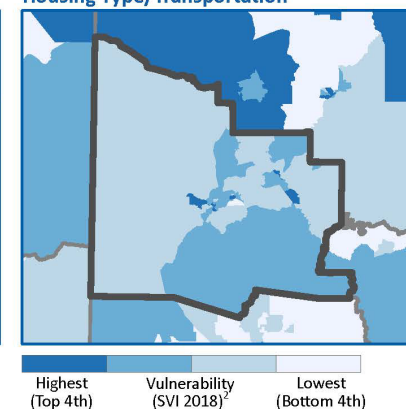 Housing Type/Transportation
Highest Vulnerability Lowest
(Top 4th) (SVI 2018)2 (Bottom 4th)